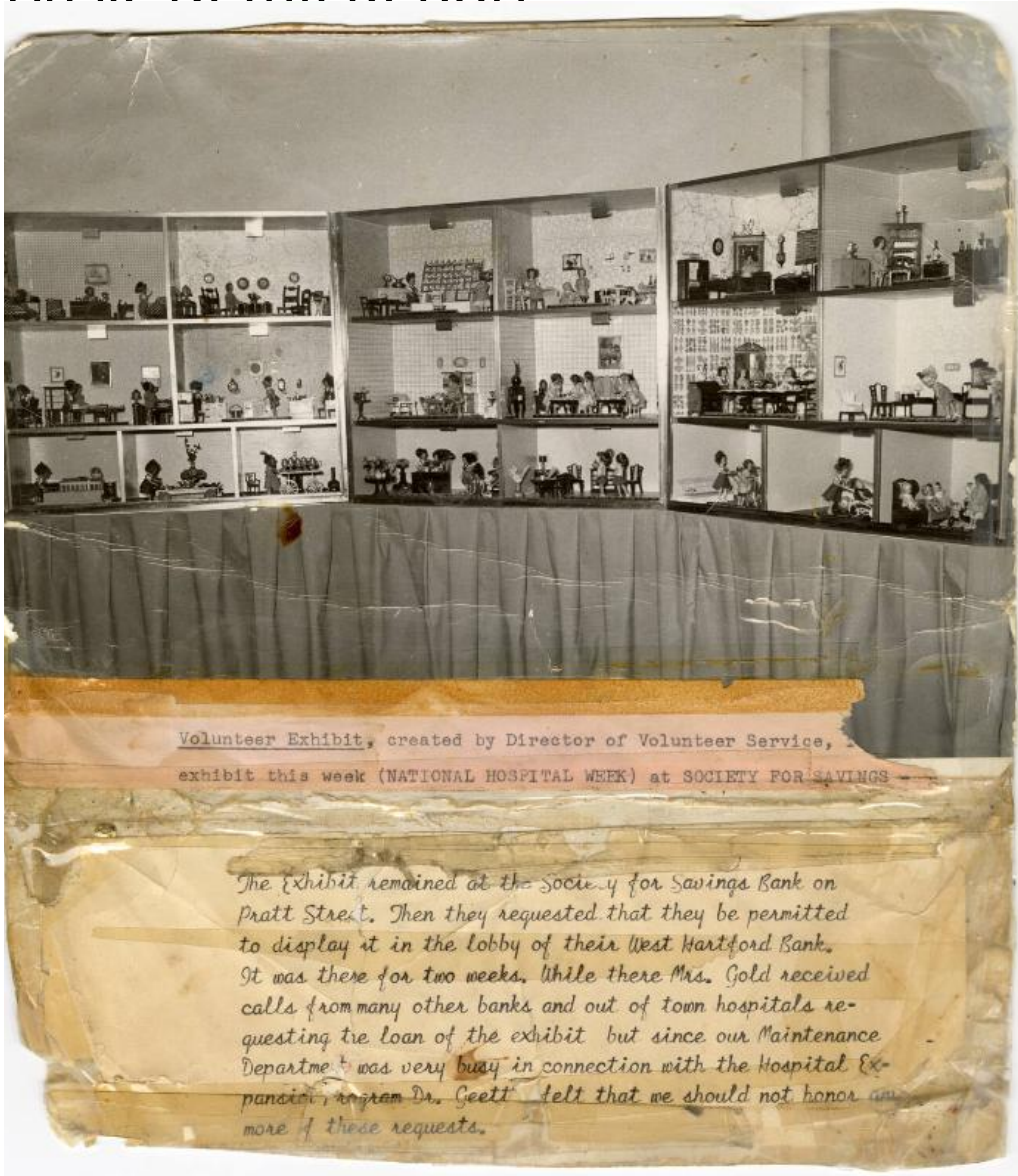 Volunteer Exhibit, created by Director of Volunteer Service,
exhibit this week (NATIONAL HOSPITAL WEEK) at SOCIETY FOR SAVINGS -
The Exhibit remained at the Society for Savings Bank on
Pratt Street. Then they requested that they be permitted
to display it in the lobby of their West Hartford Bank.
It was there for two weeks. While there Mrs. Gold received
calls from many other banks and out of town hospitals re-
questing the loan of the exhibit but since our Maintenance
Department was very busy in connection with the Hospital Ex-
pansion Program Dr. felt that we should not honor any
more of these requests.